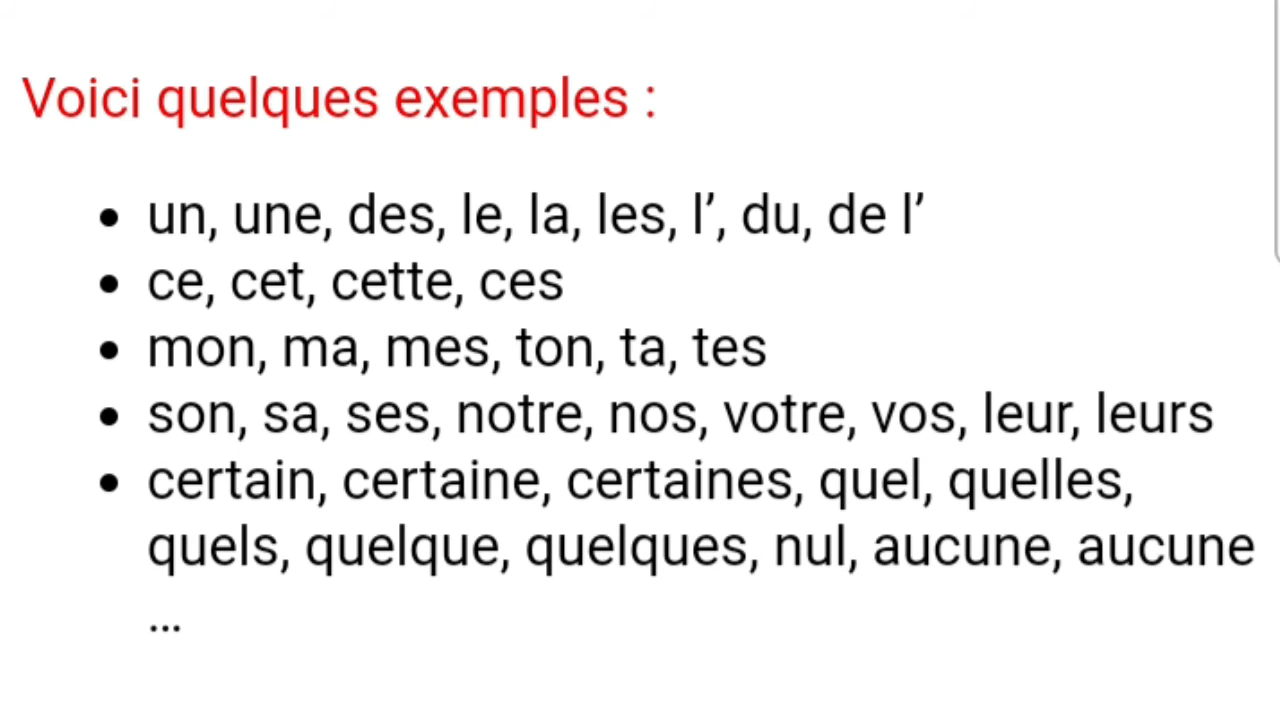 Voici quelques exemples :
• un, une, des, le, la, les, l’, du, de l’
• ce, cet, cette, ces
• mon, ma, mes, ton, ta, tes
• son, sa, ses, notre, nos, votre, vos, leur, leurs
• certain, certaine, certaines, quel, quelles,
quels, quelque, quelques, nul, aucune, aucune
...